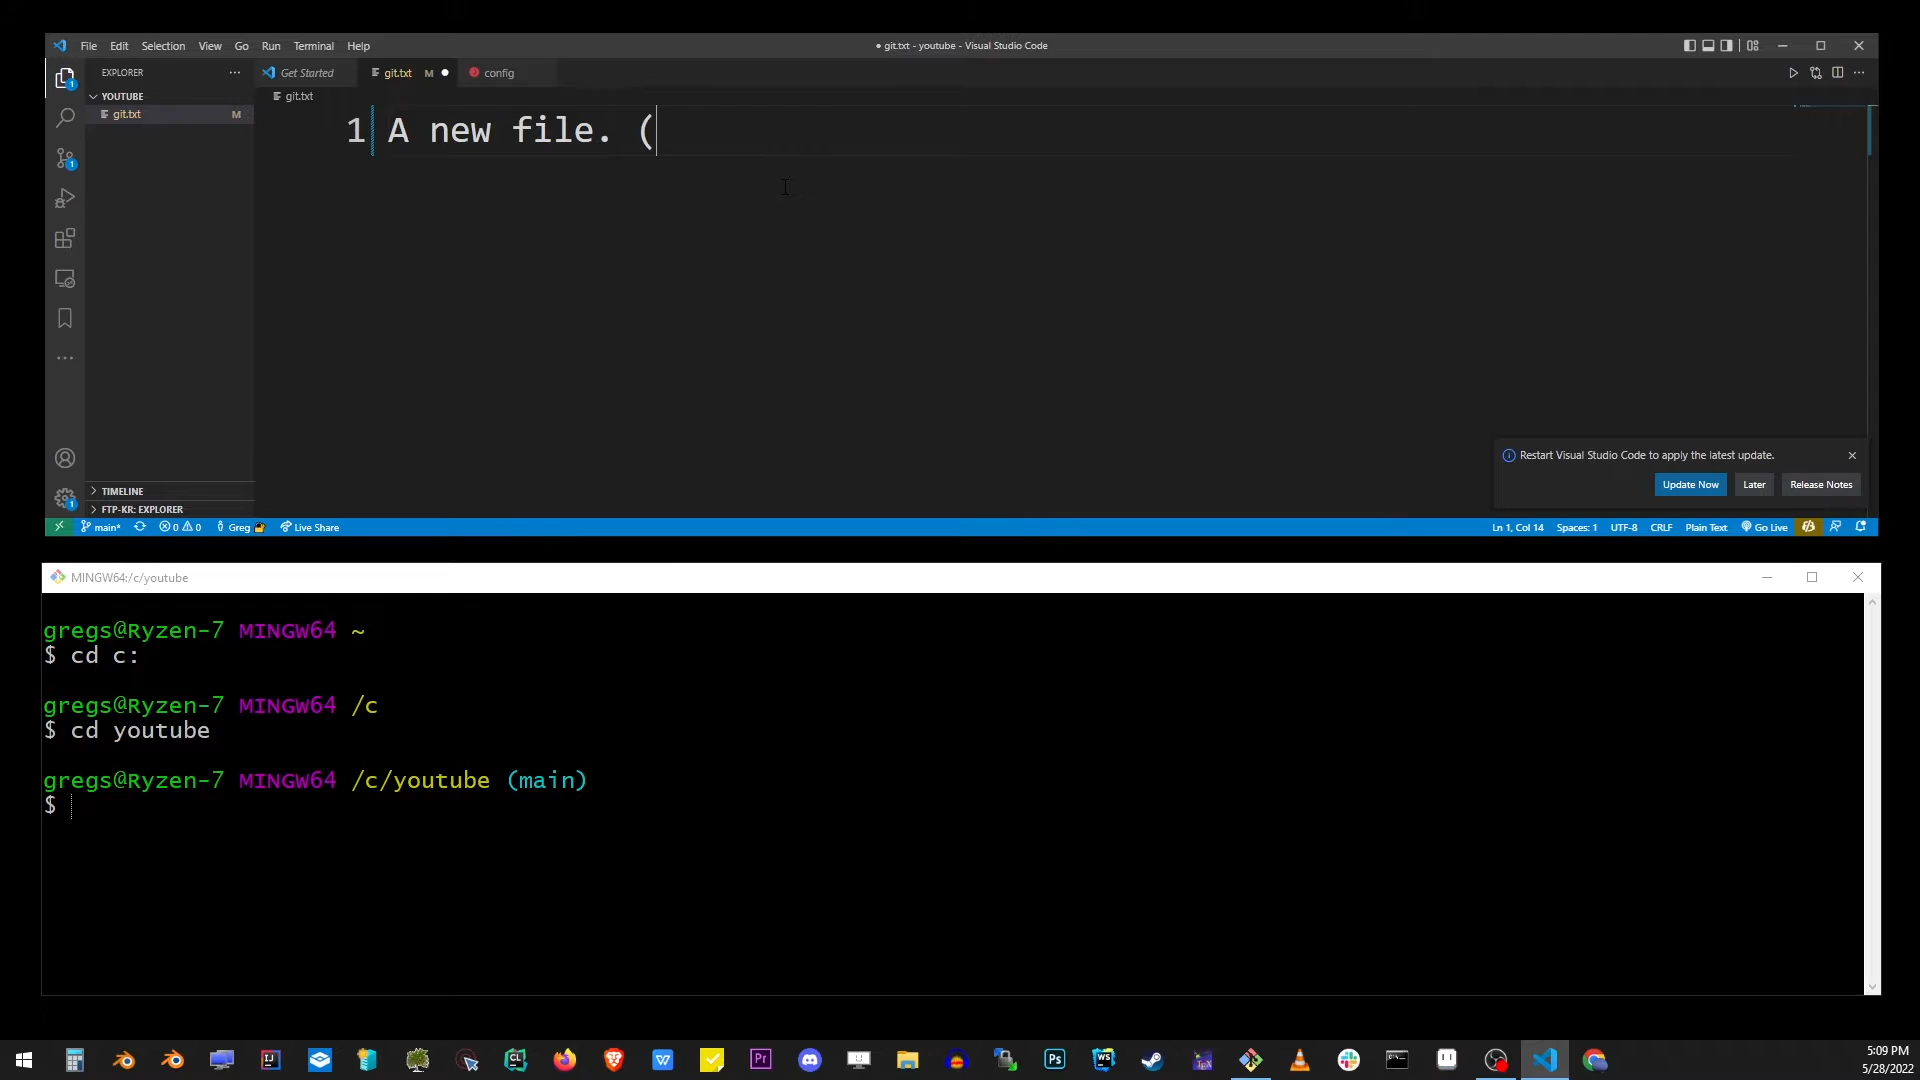 File Edit Selection View Go Run Terminal Help
● git.txt - youtube - Visual Studio Code
EXPLORER
Get Started
git.txt M
config
YOUTUBE
git.txt
git.txt M
1 A new file. (
Restart Visual Studio Code to apply the latest update.
Update Now
Later
Release Notes
TIMELINE
FTP-KR: EXPLORER
main* 0 0 Greg Live Share
Ln 1, Col 14 Spaces: 1 UTF-8 CRLF Plain Text Go Live
MINGW64:/c/youtube
gregs@Ryzen-7 MINGW64 ~
$ cd c:
gregs@Ryzen-7 MINGW64 /c
$ cd youtube
gregs@Ryzen-7 MINGW64 /c/youtube (main)
$
5:09 PM
5/28/2022